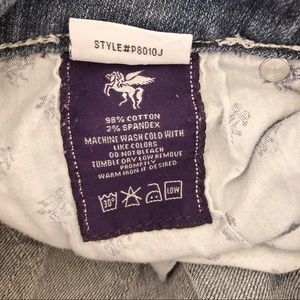 STYLE#P8010J
98% COTTON
2% SPANDEX
MACHINE WASH COLD WITH
LIKE COLORS
DO NOT BLEACH
TUMBLE DRY LOW REMOVE
PROMPTLY
WARM IRON IF DESIRED
30° LOW